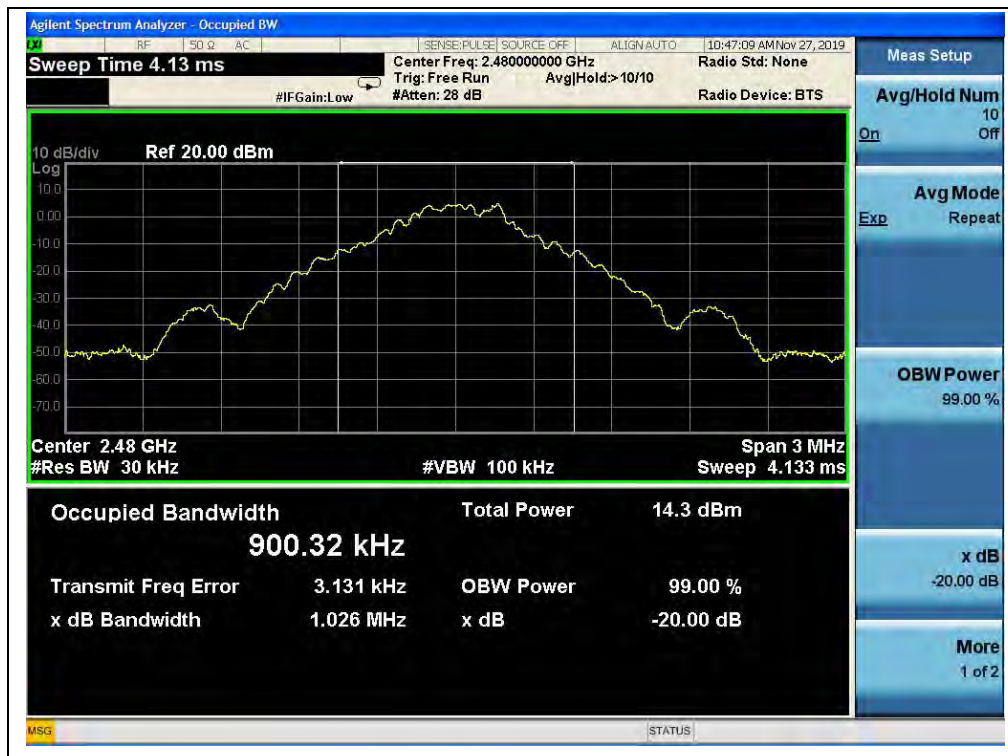 Agilent Spectrum Analyzer - Occupied BW
LXI RF 50 Ω AC SENSE:PULSE SOURCE OFF ALIGN AUTO 10:47:09 AM Nov 27, 2019
Sweep Time 4.13 ms
Center Freq: 2.480000000 GHz
Radio Std: None
Trig: Free Run Avg|Hold:> 10/10
#IFGain:Low
#Atten: 28 dB
Radio Device: BTS
10 dB/div Ref 20.00 dBm
Log
10.0
0.00
-10.0
-20.0
-30.0
-40.0
-50.0
-60.0
-70.0
Center 2.48 GHz
Span 3 MHz
#Res BW 30 kHz
#VBW 100 kHz
Sweep 4.133 ms
Occupied Bandwidth
900.32 kHz
Total Power 14.3 dBm
Transmit Freq Error 3.131 kHz
OBW Power 99.00 %
x dB Bandwidth 1.026 MHz
x dB -20.00 dB
Meas Setup
Avg/Hold Num
10
On Off
Avg Mode
Exp Repeat
OBW Power
99.00 %
x dB
-20.00 dB
More
1 of 2
MSG
STATUS